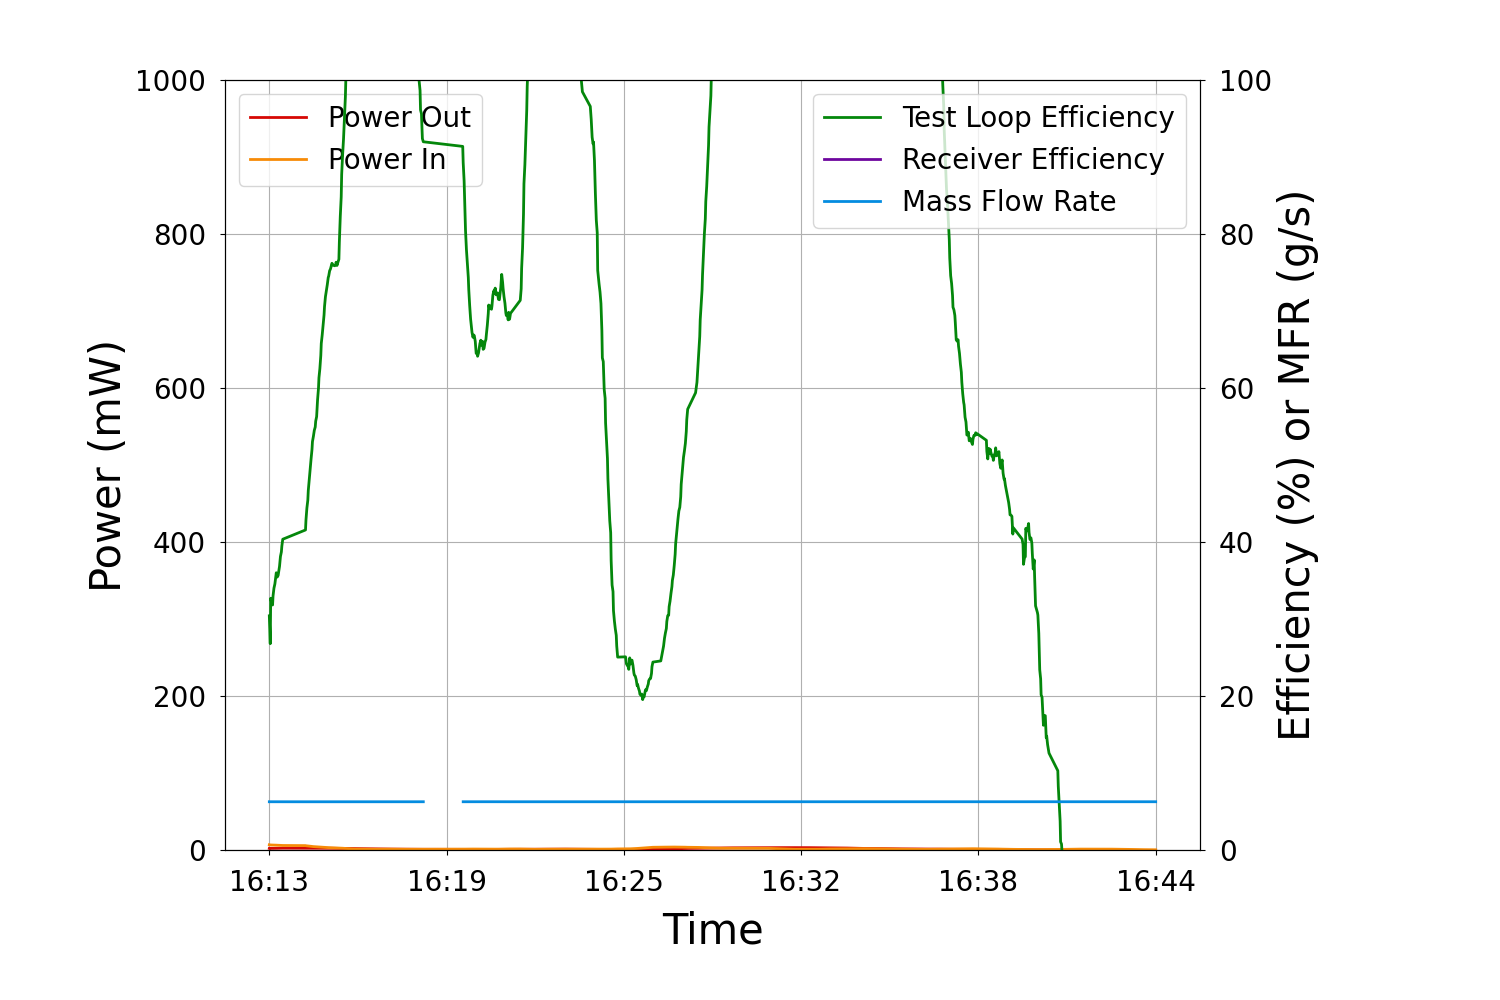 1000
800
600
400
200
0
Power (mW)
Power Out
Power In
Test Loop Efficiency
Receiver Efficiency
Mass Flow Rate
100
80
60
40
20
0
Efficiency (%) or MFR (g/s)
16:13
16:19
16:25
16:32
16:38
16:44
Time